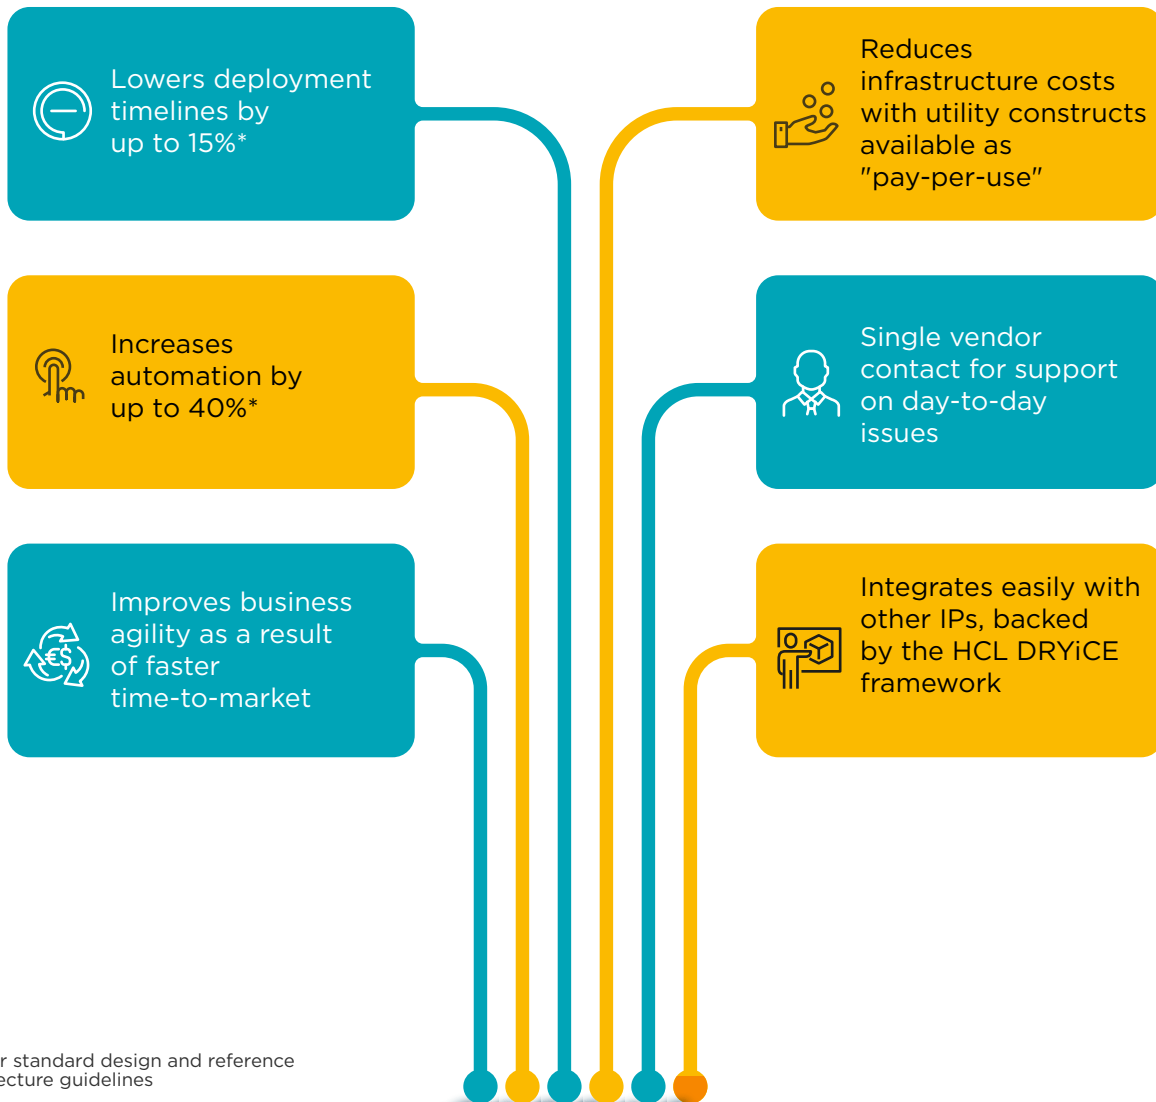 Lowers deployment
timelines by
up to 15%*
Increases
automation by
up to 40%*
€$
Improves business
agility as a result
of faster
time-to-market
Reduces
infrastructure costs
with utility constructs
available as
"pay-per-use"
Single vendor
contact for support
on day-to-day
issues
Integrates easily with
other IPs, backed
by the HCL DRYiCE
framework
standard design and reference
guidelines